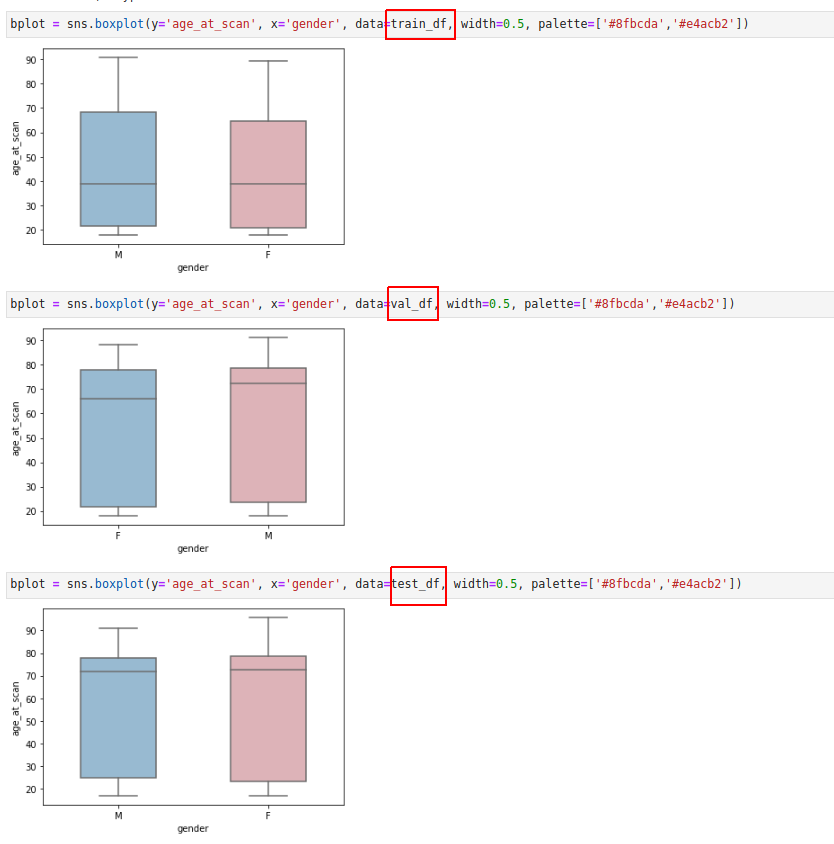 bplot = sns.boxplot(y='age_at_scan', x='gender', data=train_df, width=0.5, palette=['#8fbcda','#e4acb2'])
90
80
70
60
50
40
30
20
age_at_scan
M F
gender
bplot = sns.boxplot(y='age_at_scan', x='gender', data=val_df, width=0.5, palette=['#8fbcda','#e4acb2'])
90
80
70
60
50
40
30
20
age_at_scan
F M
gender
bplot = sns.boxplot(y='age_at_scan', x='gender', data=test_df, width=0.5, palette=['#8fbcda','#e4acb2'])
90
80
70
60
50
40
30
20
age_at_scan
M F
gender